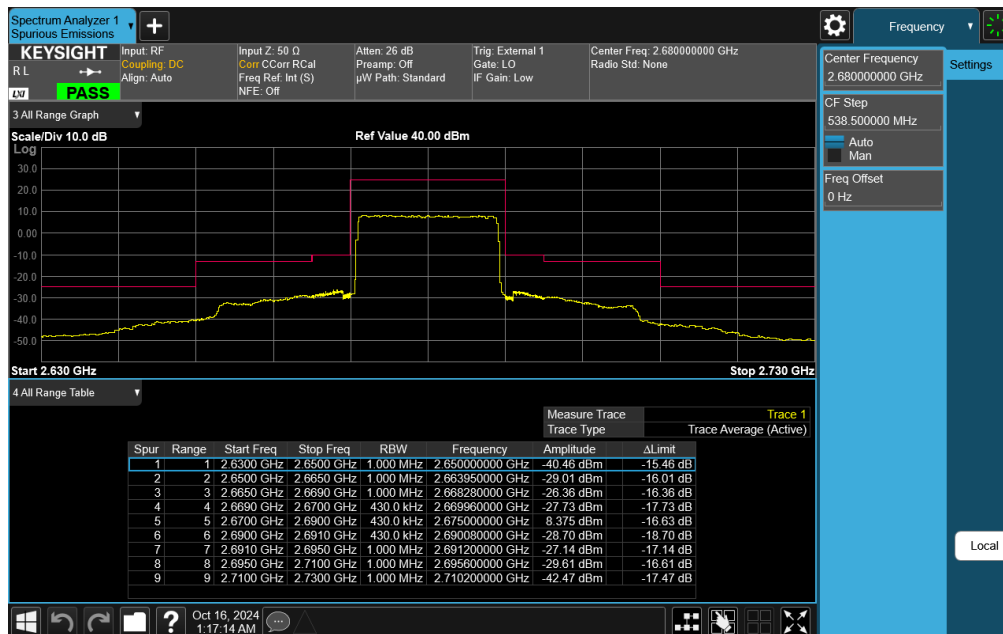 Spectrum Analyzer 1
Spurious Emissions
Frequency
KEYSIGHT
R L
LXI
PASS
Input: RF
Coupling: DC
Align: Auto
Input Z: 50 Ω
Corr CCorr RCal
Freq Ref: Int (S)
NFE: Off
Atten: 26 dB
Preamp: Off
µW Path: Standard
Trig: External 1
Gate: LO
IF Gain: Low
Center Freq: 2.680000000 GHz
Radio Std: None
Center Frequency
2.680000000 GHz
Settings
CF Step
538.500000 MHz
Auto
Man
Freq Offset
0 Hz
Local
3 All Range Graph
Scale/Div 10.0 dB
Ref Value 40.00 dBm
Log
30.0
20.0
10.0
0.00
-10.0
-20.0
-30.0
-40.0
-50.0
Start 2.630 GHz
Stop 2.730 GHz
4 All Range Table
Measure Trace Trace 1
Trace Type Trace Average (Active)
Spur Range Start Freq Stop Freq RBW Frequency Amplitude ΔLimit
1 1 2.6300 GHz 2.6500 GHz 1.000 MHz 2.650000000 GHz -40.46 dBm -15.46 dB
2 2 2.6500 GHz 2.6650 GHz 1.000 MHz 2.663950000 GHz -29.01 dBm -16.01 dB
3 3 2.6650 GHz 2.6690 GHz 1.000 MHz 2.668280000 GHz -26.36 dBm -16.36 dB
4 4 2.6690 GHz 2.6700 GHz 430.0 kHz 2.669960000 GHz -27.73 dBm -17.73 dB
5 5 2.6700 GHz 2.6900 GHz 430.0 kHz 2.675000000 GHz 8.375 dBm -16.63 dB
6 6 2.6900 GHz 2.6910 GHz 430.0 kHz 2.690080000 GHz -28.70 dBm -18.70 dB
7 7 2.6910 GHz 2.6950 GHz 1.000 MHz 2.691200000 GHz -27.14 dBm -17.14 dB
8 8 2.6950 GHz 2.7100 GHz 1.000 MHz 2.695600000 GHz -29.61 dBm -16.61 dB
9 9 2.7100 GHz 2.7300 GHz 1.000 MHz 2.710200000 GHz -42.47 dBm -17.47 dB
?
Oct 16, 2024
1:17:14 AM